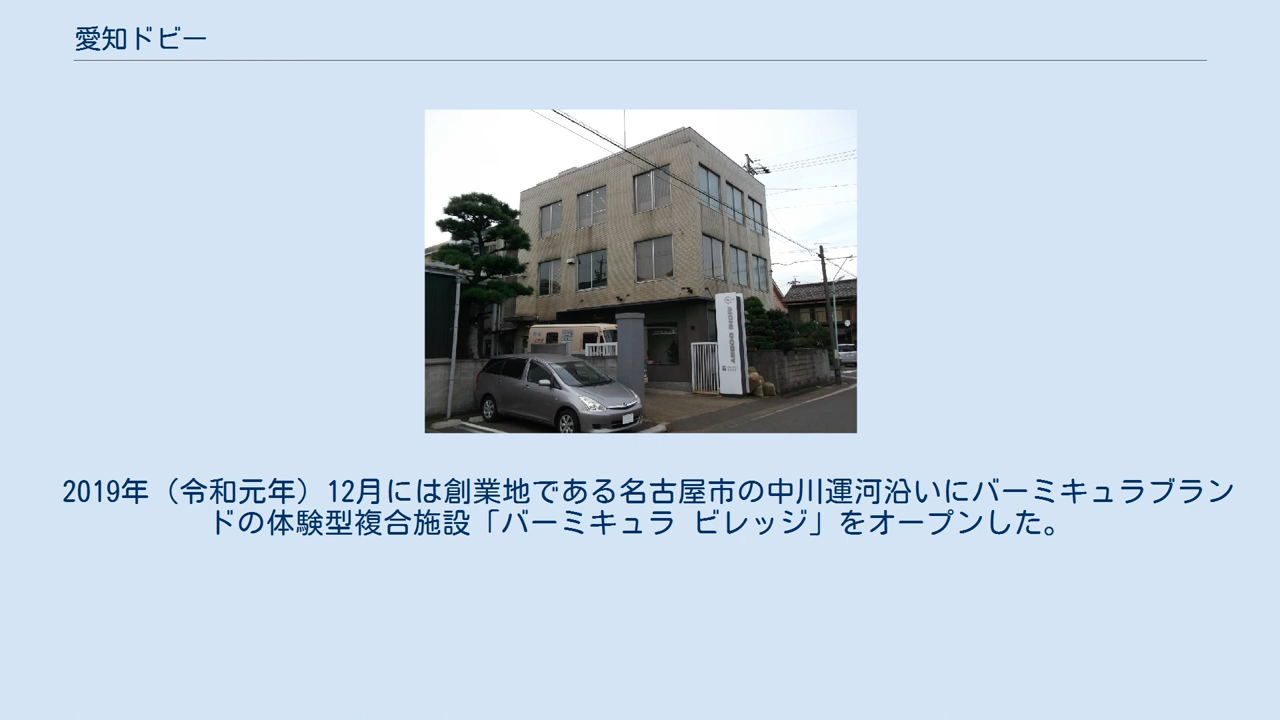 愛知ドビー
AICHI DOBBY
2019年（令和元年）12月には創業地である名古屋市の中川運河沿いにバーミキュラブラン
ドの体験型複合施設「バーミキュラ ビレッジ」をオープンした。